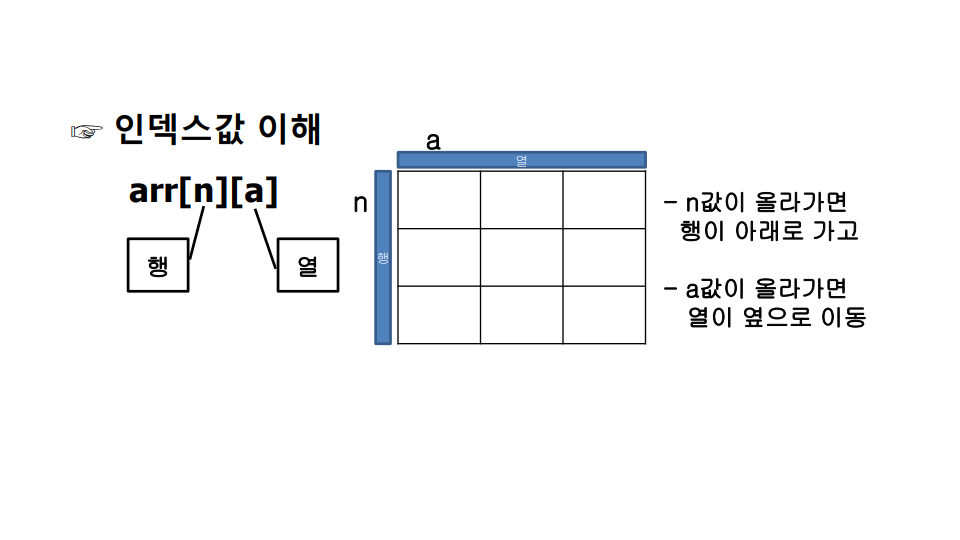 ☞ 인덱스값 이해
arr[n][a]
행
열
a
열
n
행
- n값이 올라가면
행이 아래로 가고
- a값이 올라가면
열이 옆으로 이동